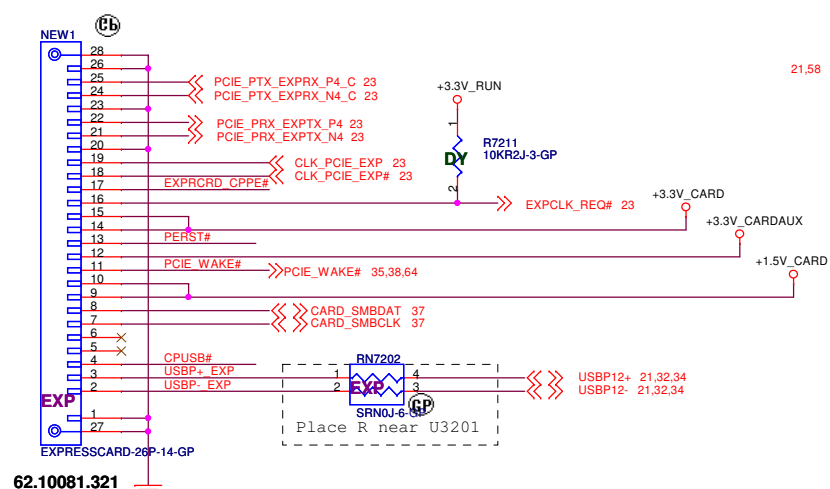 Cb
NEW1
21,58
28
26
25 PCIE_PTX_EXPRX_P4_C 23
24 PCIE_PTX_EXPRX_N4_C 23
+3.3V_RUN
23
22 PCIE_PRX_EXPTX_P4 23
21 PCIE_PRX_EXPTX_N4 23
1
R7211
10KR2J-3-GP
DY
2
20
19 CLK_PCIE_EXP 23
18 CLK_PCIE_EXP# 23
17 EXPRCRD_CPPE#
16 EXPCLK_REQ# 23
+3.3V_CARD
15
14
13 PERST#
+3.3V_CARDAUX
12
11 PCIE_WAKE# PCIE_WAKE# 35,38,64
+1.5V_CARD
10
9
8 CARD_SMBDAT 37
7 CARD_SMBCLK 37
6
5
4 CPUSB#
RN7202
3 USBP+_EXP 1 4 USBP12+ 21,32,34
2 USBP-_EXP 2 3 USBP12- 21,32,34
EXP
EXP
GP
SRN0J-6-GP
1
27
Place R near U3201
EXPRESSCARD-26P-14-GP
62.10081.321